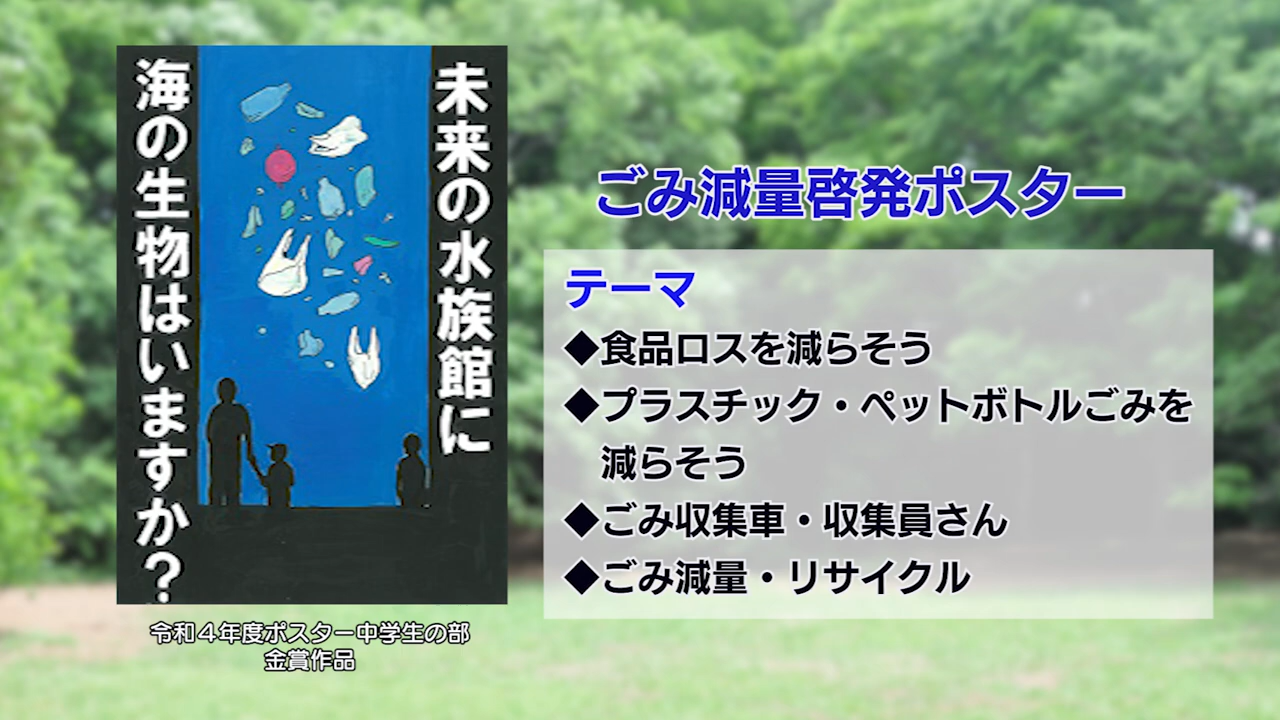 未来の水族館に
海の生物はいますか？
令和４年度ポスター中学生の部
金賞作品
ごみ減量啓発ポスター
テーマ
◆食品ロスを減らそう
◆プラスチック・ペットボトルごみを
減らそう
◆ごみ収集車・収集員さん
◆ごみ減量・リサイクル